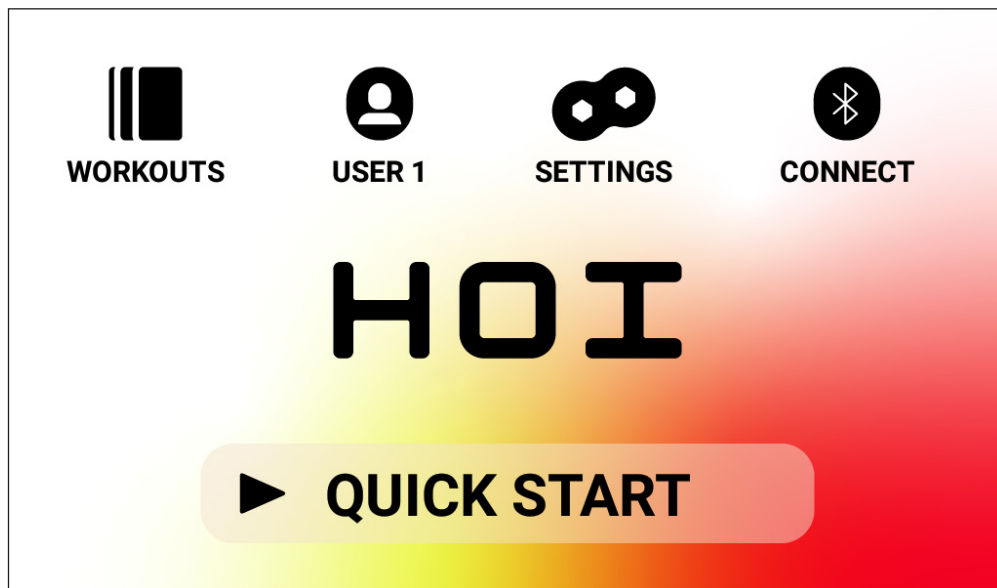 WORKOUTS
USER 1
SETTINGS
CONNECT
HOI
QUICK START